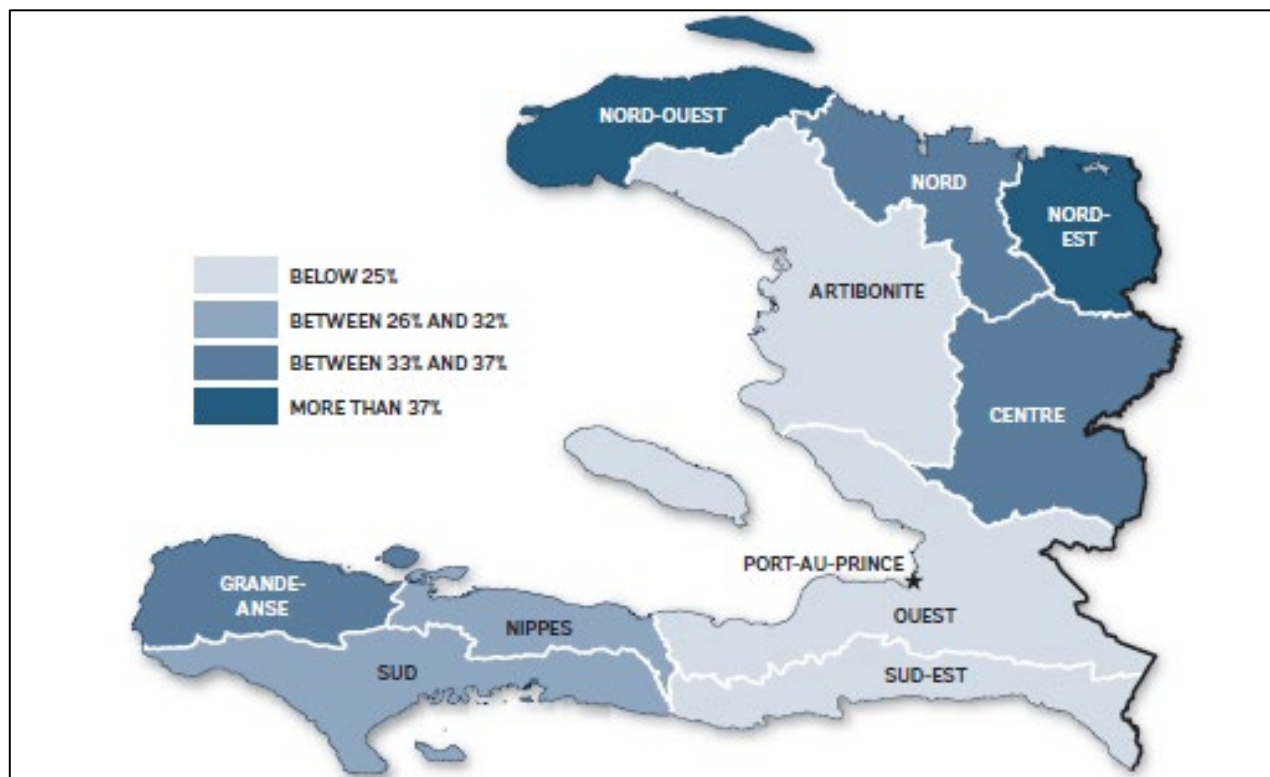 NORD-OUEST
NORD
NORD-
EST
BELOW 25%
ARTIBONITE
BETWEEN 26% AND 32%
BETWEEN 33% AND 37%
MORE THAN 37%
CENTRE
PORT-AU-PRINCE
GRANDE-
ANSE
OUEST
NIPPES
SUD
SUD-EST